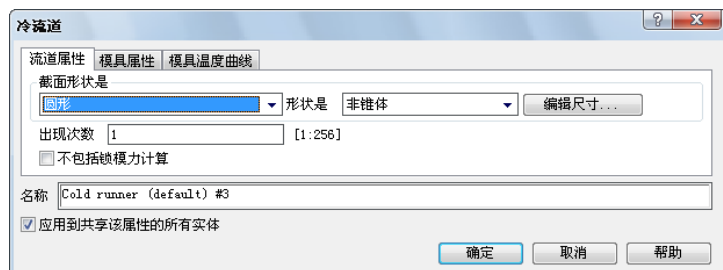 冷流道
流道属性 模具属性 模具温度曲线
截面形状是
圆形 形状是 非锥体 编辑尺寸...
出现次数 1 [1:256]
不包括锁模力计算
名称 Cold runner (default) #3
应用到共享该属性的所有实体
确定 取消 帮助